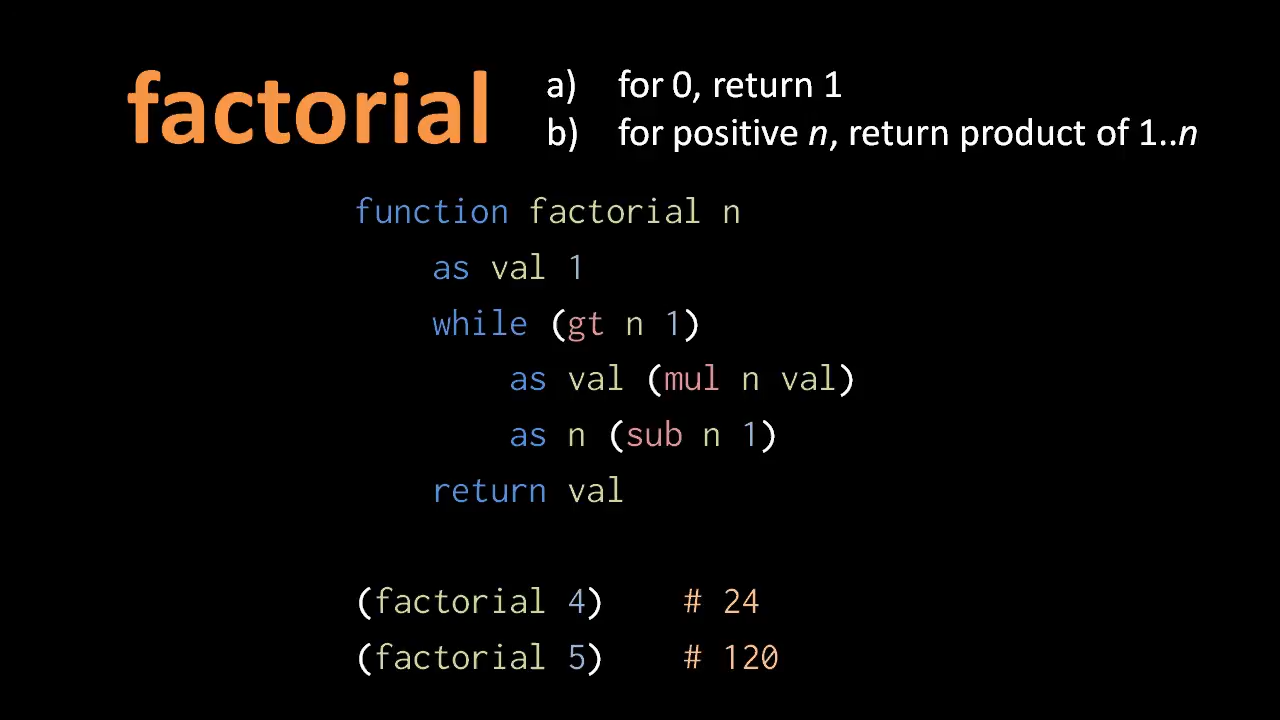 factorial
a) for 0, return 1
b) for positive n, return product of 1..n
function factorial n
as val 1
while (gt n 1)
as val (mul n val)
as n (sub n 1)
return val
(factorial 4) # 24
(factorial 5) # 120